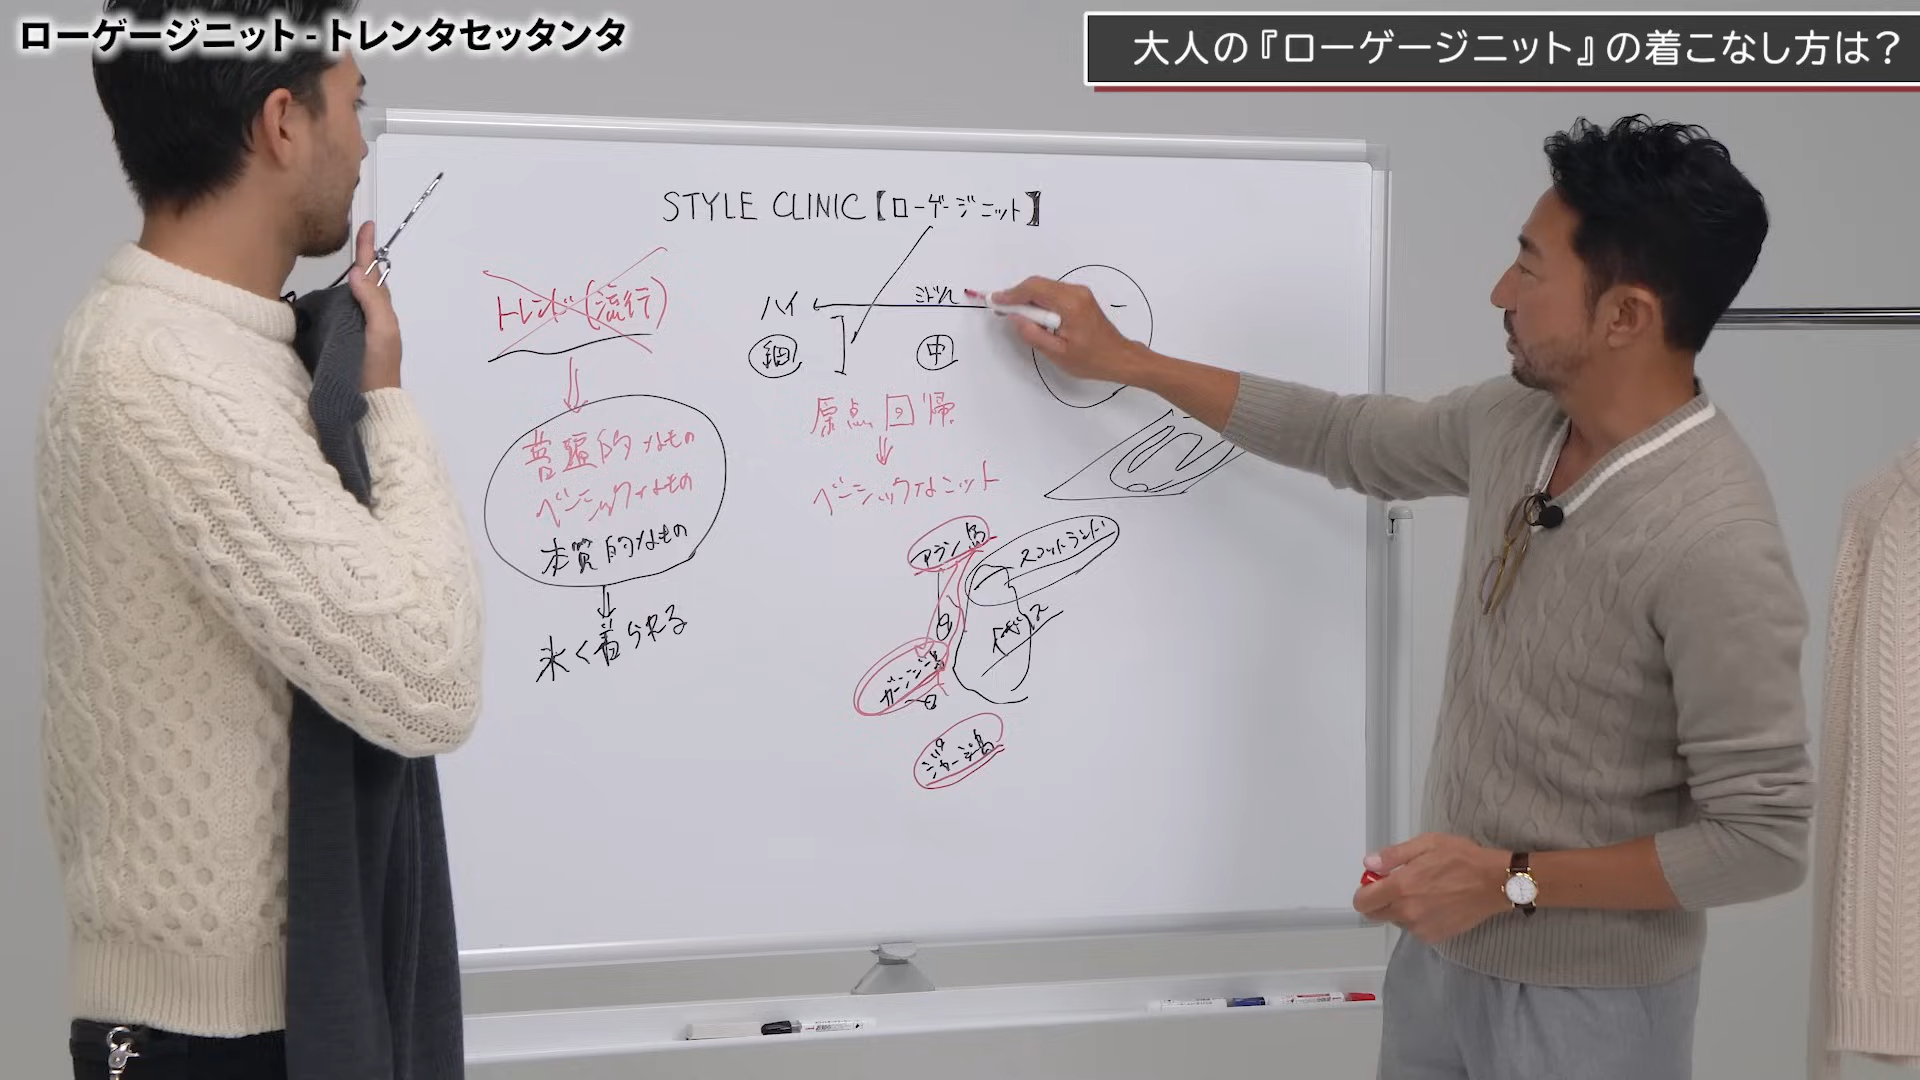 ローゲージニット - トレンタセッタンタ
大人の『ローゲージニット』の着こなし方は？
STYLE CLINIC【ローゲージニット】
トレンド(流行)
普遍的なもの
ベーシックなもの
本質的なもの
永く着られる
ハイ ミドル
細 中
原点回帰
ベーシックなニット
アラン島
スコットランド
イギリス
ガーンジー島
ジャージー島